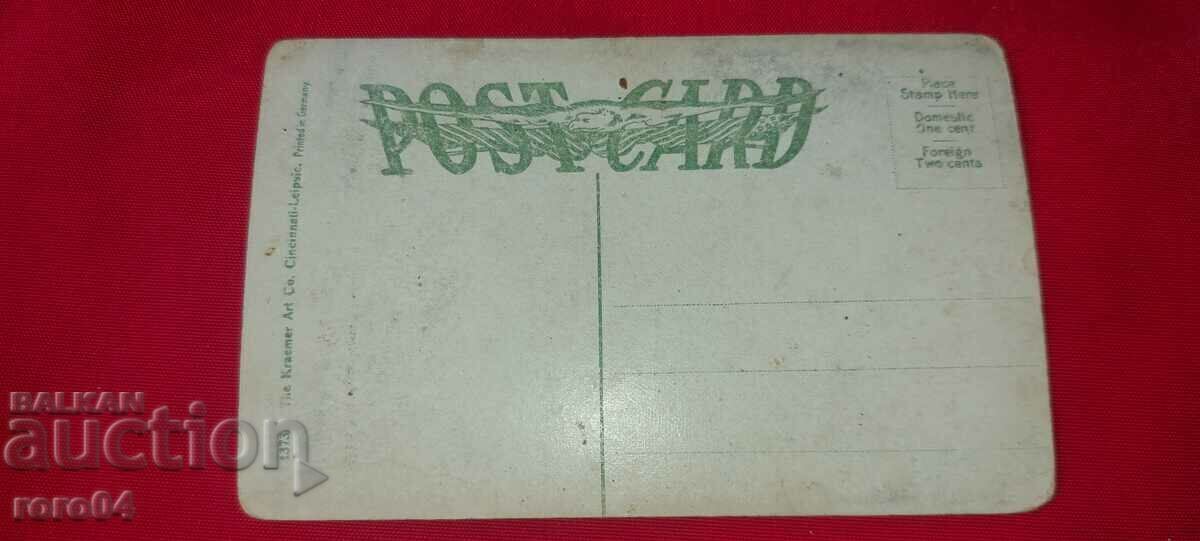 POST CARD
Place
Stamp Here
Domestic
One cent
Foreign
Two cents
1373 The Kraemer Art Co. Cincinnati-Leipsic. Printed in Germany.
BALKAN
auction
roro04